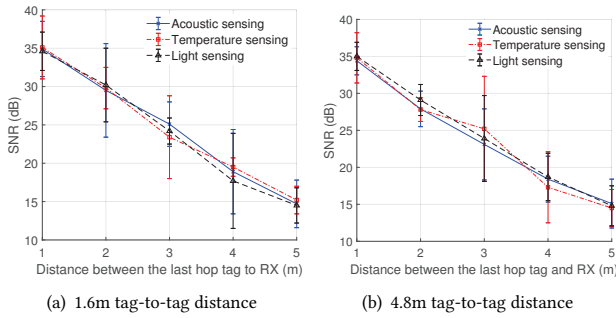 40
35
30
25
20
15
10
SNR (dB)
Acoustic sensing
Temperature sensing
Light sensing
1 2 3 4 5
Distance between the last hop tag to RX (m)
(a) 1.6m tag-to-tag distance
40
35
30
25
20
15
10
SNR (dB)
Acoustic sensing
Temperature sensing
Light sensing
1 2 3 4 5
Distance between the last hop tag and RX (m)
(b) 4.8m tag-to-tag distance